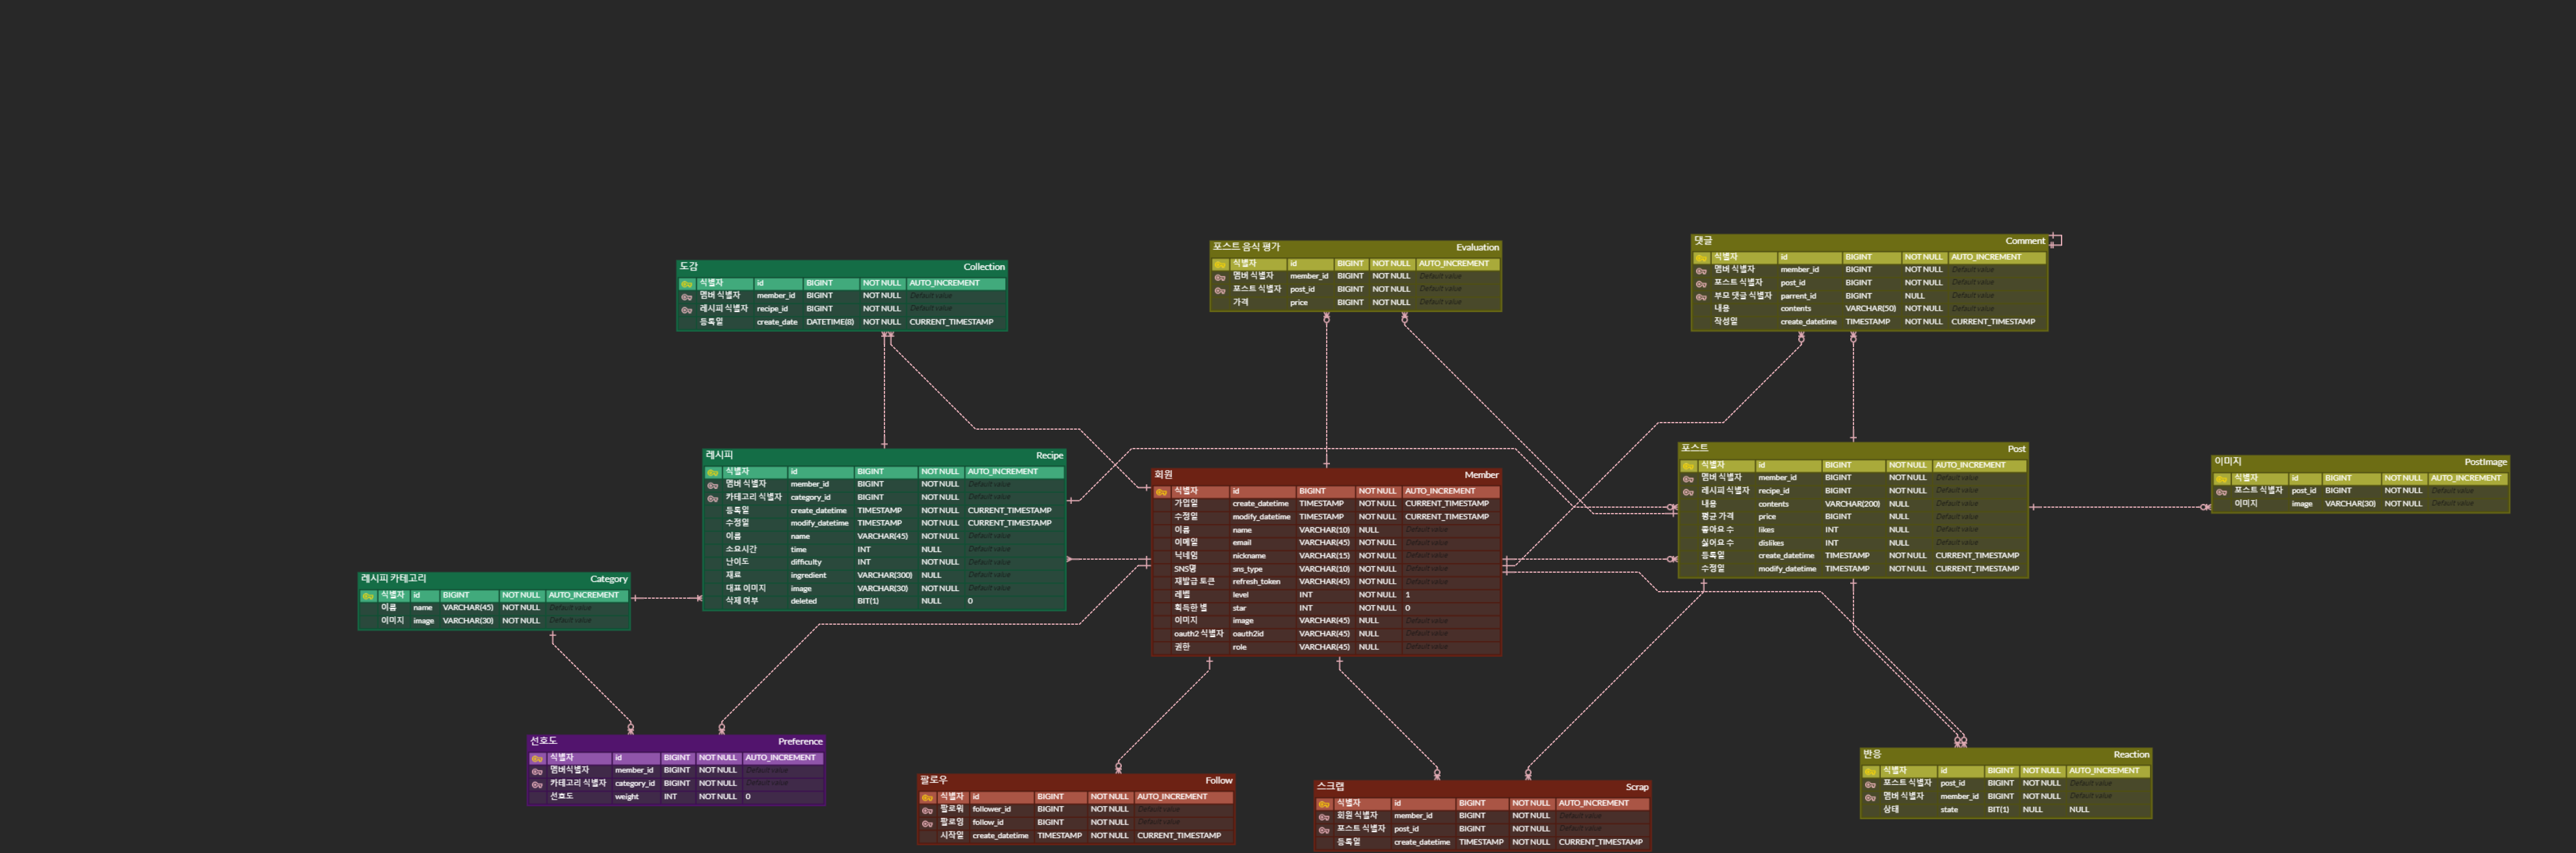 도감 Collection
식별자 id BIGINT NOT NULL AUTO_INCREMENT
멤버 식별자 member_id BIGINT NOT NULL Default value
레시피 식별자 recipe_id BIGINT NOT NULL Default value
등록일 create_date DATETIME(8) NOT NULL CURRENT_TIMESTAMP
포스트 음식 평가 Evaluation
식별자 id BIGINT NOT NULL AUTO_INCREMENT
멤버 식별자 member_id BIGINT NOT NULL Default value
포스트 식별자 post_id BIGINT NOT NULL Default value
가격 price BIGINT NOT NULL Default value
댓글 Comment
식별자 id BIGINT NOT NULL AUTO_INCREMENT
멤버 식별자 member_id BIGINT NOT NULL Default value
포스트 식별자 post_id BIGINT NOT NULL Default value
부모 댓글 식별자 parrent_id BIGINT NULL Default value
내용 contents VARCHAR(50) NOT NULL Default value
작성일 create_datetime TIMESTAMP NOT NULL CURRENT_TIMESTAMP
레시피 Recipe
식별자 id BIGINT NOT NULL AUTO_INCREMENT
멤버 식별자 member_id BIGINT NOT NULL Default value
카테고리 식별자 category_id BIGINT NOT NULL Default value
등록일 create_datetime TIMESTAMP NOT NULL CURRENT_TIMESTAMP
수정일 modify_datetime TIMESTAMP NOT NULL CURRENT_TIMESTAMP
이름 name VARCHAR(45) NOT NULL Default value
소요시간 time INT NULL Default value
난이도 difficulty INT NOT NULL Default value
재료 ingredient VARCHAR(300) NULL Default value
대표 이미지 image VARCHAR(30) NOT NULL Default value
삭제 여부 deleted BIT(1) NULL 0
회원 Member
식별자 id BIGINT NOT NULL AUTO_INCREMENT
가입일 create_datetime TIMESTAMP NOT NULL CURRENT_TIMESTAMP
수정일 modify_datetime TIMESTAMP NOT NULL CURRENT_TIMESTAMP
이름 name VARCHAR(10) NULL Default value
이메일 email VARCHAR(45) NOT NULL Default value
닉네임 nickname VARCHAR(15) NOT NULL Default value
SNS명 sns_type VARCHAR(10) NOT NULL Default value
재발급 토큰 refresh_token VARCHAR(45) NOT NULL Default value
레벨 level INT NOT NULL 1
획득한 별 star INT NOT NULL 0
이미지 image VARCHAR(45) NULL Default value
oauth2 식별자 oauth2id VARCHAR(45) NULL Default value
권한 role VARCHAR(45) NULL Default value
포스트 Post
식별자 id BIGINT NOT NULL AUTO_INCREMENT
멤버 식별자 member_id BIGINT NOT NULL Default value
레시피 식별자 recipe_id BIGINT NOT NULL Default value
내용 contents VARCHAR(200) NULL Default value
평균 가격 price BIGINT NULL Default value
좋아요 수 likes INT NULL Default value
싫어요 수 dislikes INT NULL Default value
등록일 create_datetime TIMESTAMP NOT NULL CURRENT_TIMESTAMP
수정일 modify_datetime TIMESTAMP NOT NULL CURRENT_TIMESTAMP
이미지 PostImage
식별자 id BIGINT NOT NULL AUTO_INCREMENT
포스트 식별자 post_id BIGINT NOT NULL Default value
이미지 image VARCHAR(30) NOT NULL Default value
레시피 카테고리 Category
식별자 id BIGINT NOT NULL AUTO_INCREMENT
이름 name VARCHAR(45) NOT NULL Default value
이미지 image VARCHAR(30) NOT NULL Default value
선호도 Preference
식별자 id BIGINT NOT NULL AUTO_INCREMENT
멤버식별자 member_id BIGINT NOT NULL Default value
카테고리 식별자 category_id BIGINT NOT NULL Default value
선호도 weight INT NOT NULL 0
팔로우 Follow
식별자 id BIGINT NOT NULL AUTO_INCREMENT
팔로워 follower_id BIGINT NOT NULL Default value
팔로잉 follow_id BIGINT NOT NULL Default value
시작일 create_datetime TIMESTAMP NOT NULL CURRENT_TIMESTAMP
스크랩 Scrap
식별자 id BIGINT NOT NULL AUTO_INCREMENT
회원 식별자 member_id BIGINT NOT NULL Default value
포스트 식별자 post_id BIGINT NOT NULL Default value
등록일 create_datetime TIMESTAMP NOT NULL CURRENT_TIMESTAMP
반응 Reaction
식별자 id BIGINT NOT NULL AUTO_INCREMENT
포스트 식별자 post_id BIGINT NOT NULL Default value
멤버 식별자 member_id BIGINT NOT NULL Default value
상태 state BIT(1) NULL NULL